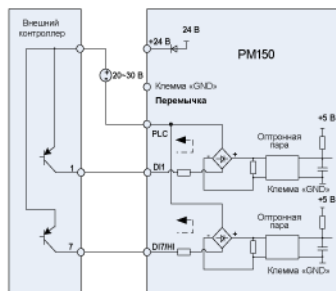 Внешний
контроллер
24 В
+24 В
PM150
20~30 В
Клемма «GND»
Перемычка
PLC
+5 В
Оптронная
пара
- +
1
DI1
Клемма «GND»
+5 В
Оптронная
пара
- +
7
DI7/HI
Клемма «GND»